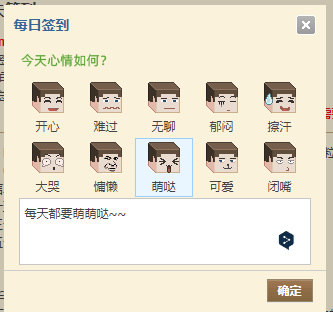 每日签到
今天心情如何？
开心 难过 无聊 郁闷 擦汗
大哭 慵懒 萌哒 可爱 闭嘴
每天都要萌萌哒~~
确定